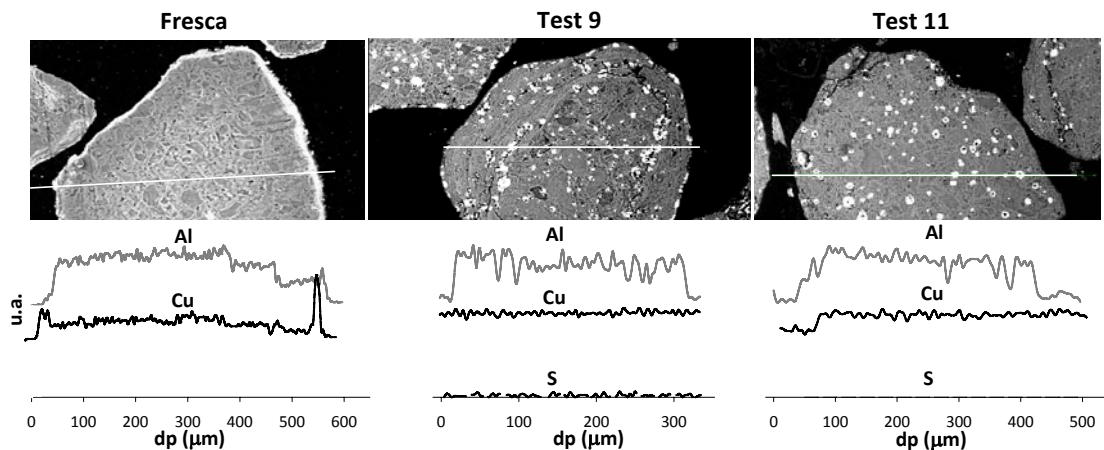 Fresca
Test 9
Test 11
u.a.
Al
Cu
0 100 200 300 400 500 600
dp (µm)
Al
Cu
S
0 100 200 300
dp (µm)
Al
Cu
S
0 100 200 300 400 500
dp (µm)